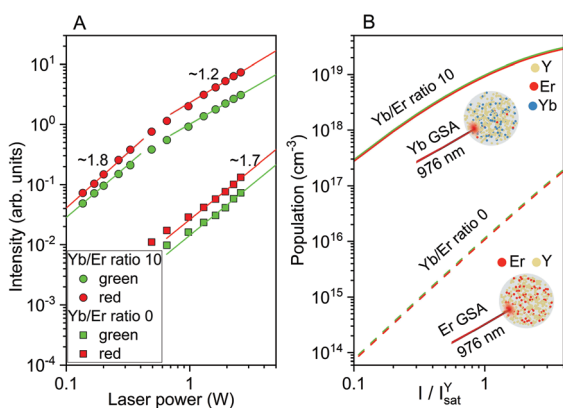 A
Intensity (arb. units)
10¹
10⁰
10⁻¹
10⁻²
10⁻³
10⁻⁴
~1.2
~1.8
~1.7
Yb/Er ratio 10
green
red
Yb/Er ratio 0
green
red
0.1
1
Laser power (W)
B
Population (cm⁻³)
10¹⁹
10¹⁸
10¹⁷
10¹⁶
10¹⁵
10¹⁴
Yb/Er ratio 10
Y
Er
Yb
Yb GSA
976 nm
Yb/Er ratio 0
Er Y
Er GSA
976 nm
0.1
1
I / I^Y_sat